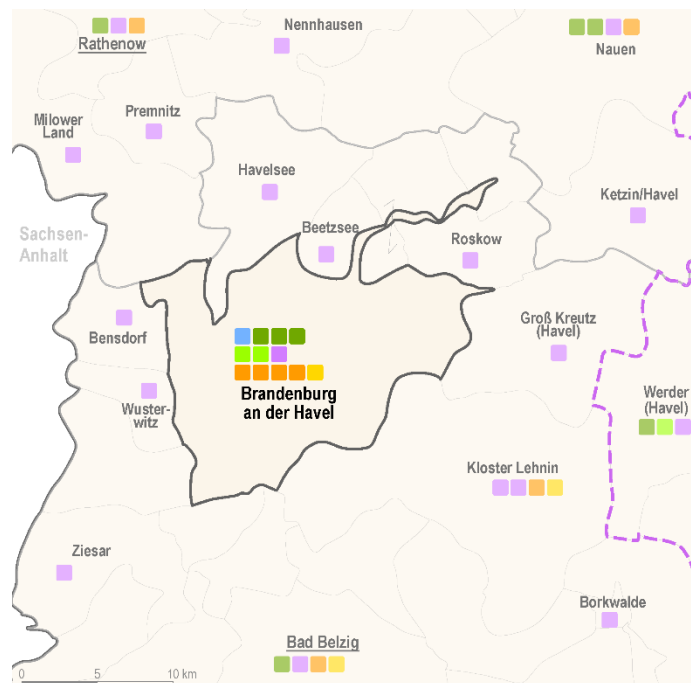 Nennhausen
Rathenow
Nauen
Premnitz
Milower
Land
Havelsee
Ketzin/Havel
Beetzsee
Sachsen-
Anhalt
Roskow
Groß Kreutz
(Havel)
Bensdorf
Werder
(Havel)
Brandenburg
an der Havel
Wuster-
witz
Kloster Lehnin
Ziesar
Borkwalde
Bad Belzig
0 5 10 km